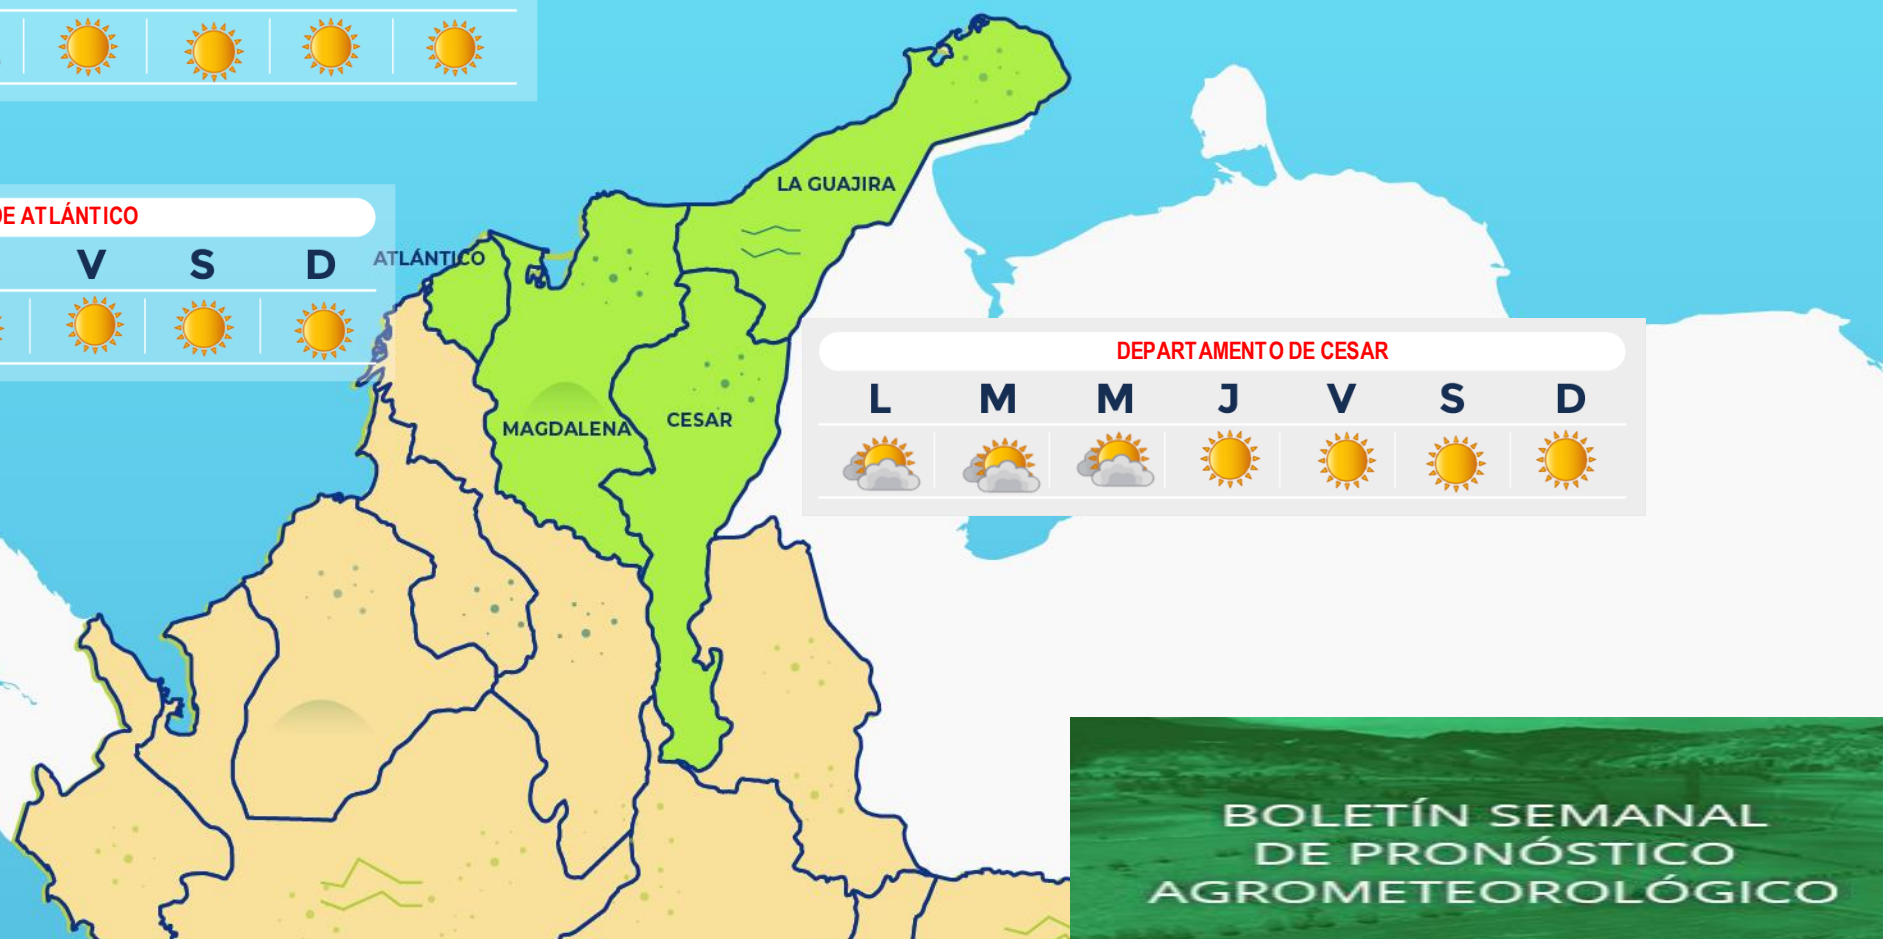 LA GUAJIRA
DE ATLÁNTICO
V S D
ATLÁNTICO
DEPARTAMENTO DE CESAR
L M M J V S D
MAGDALENA
CESAR
BOLETÍN SEMANAL
DE PRONÓSTICO
AGROMETEOROLÓGICO